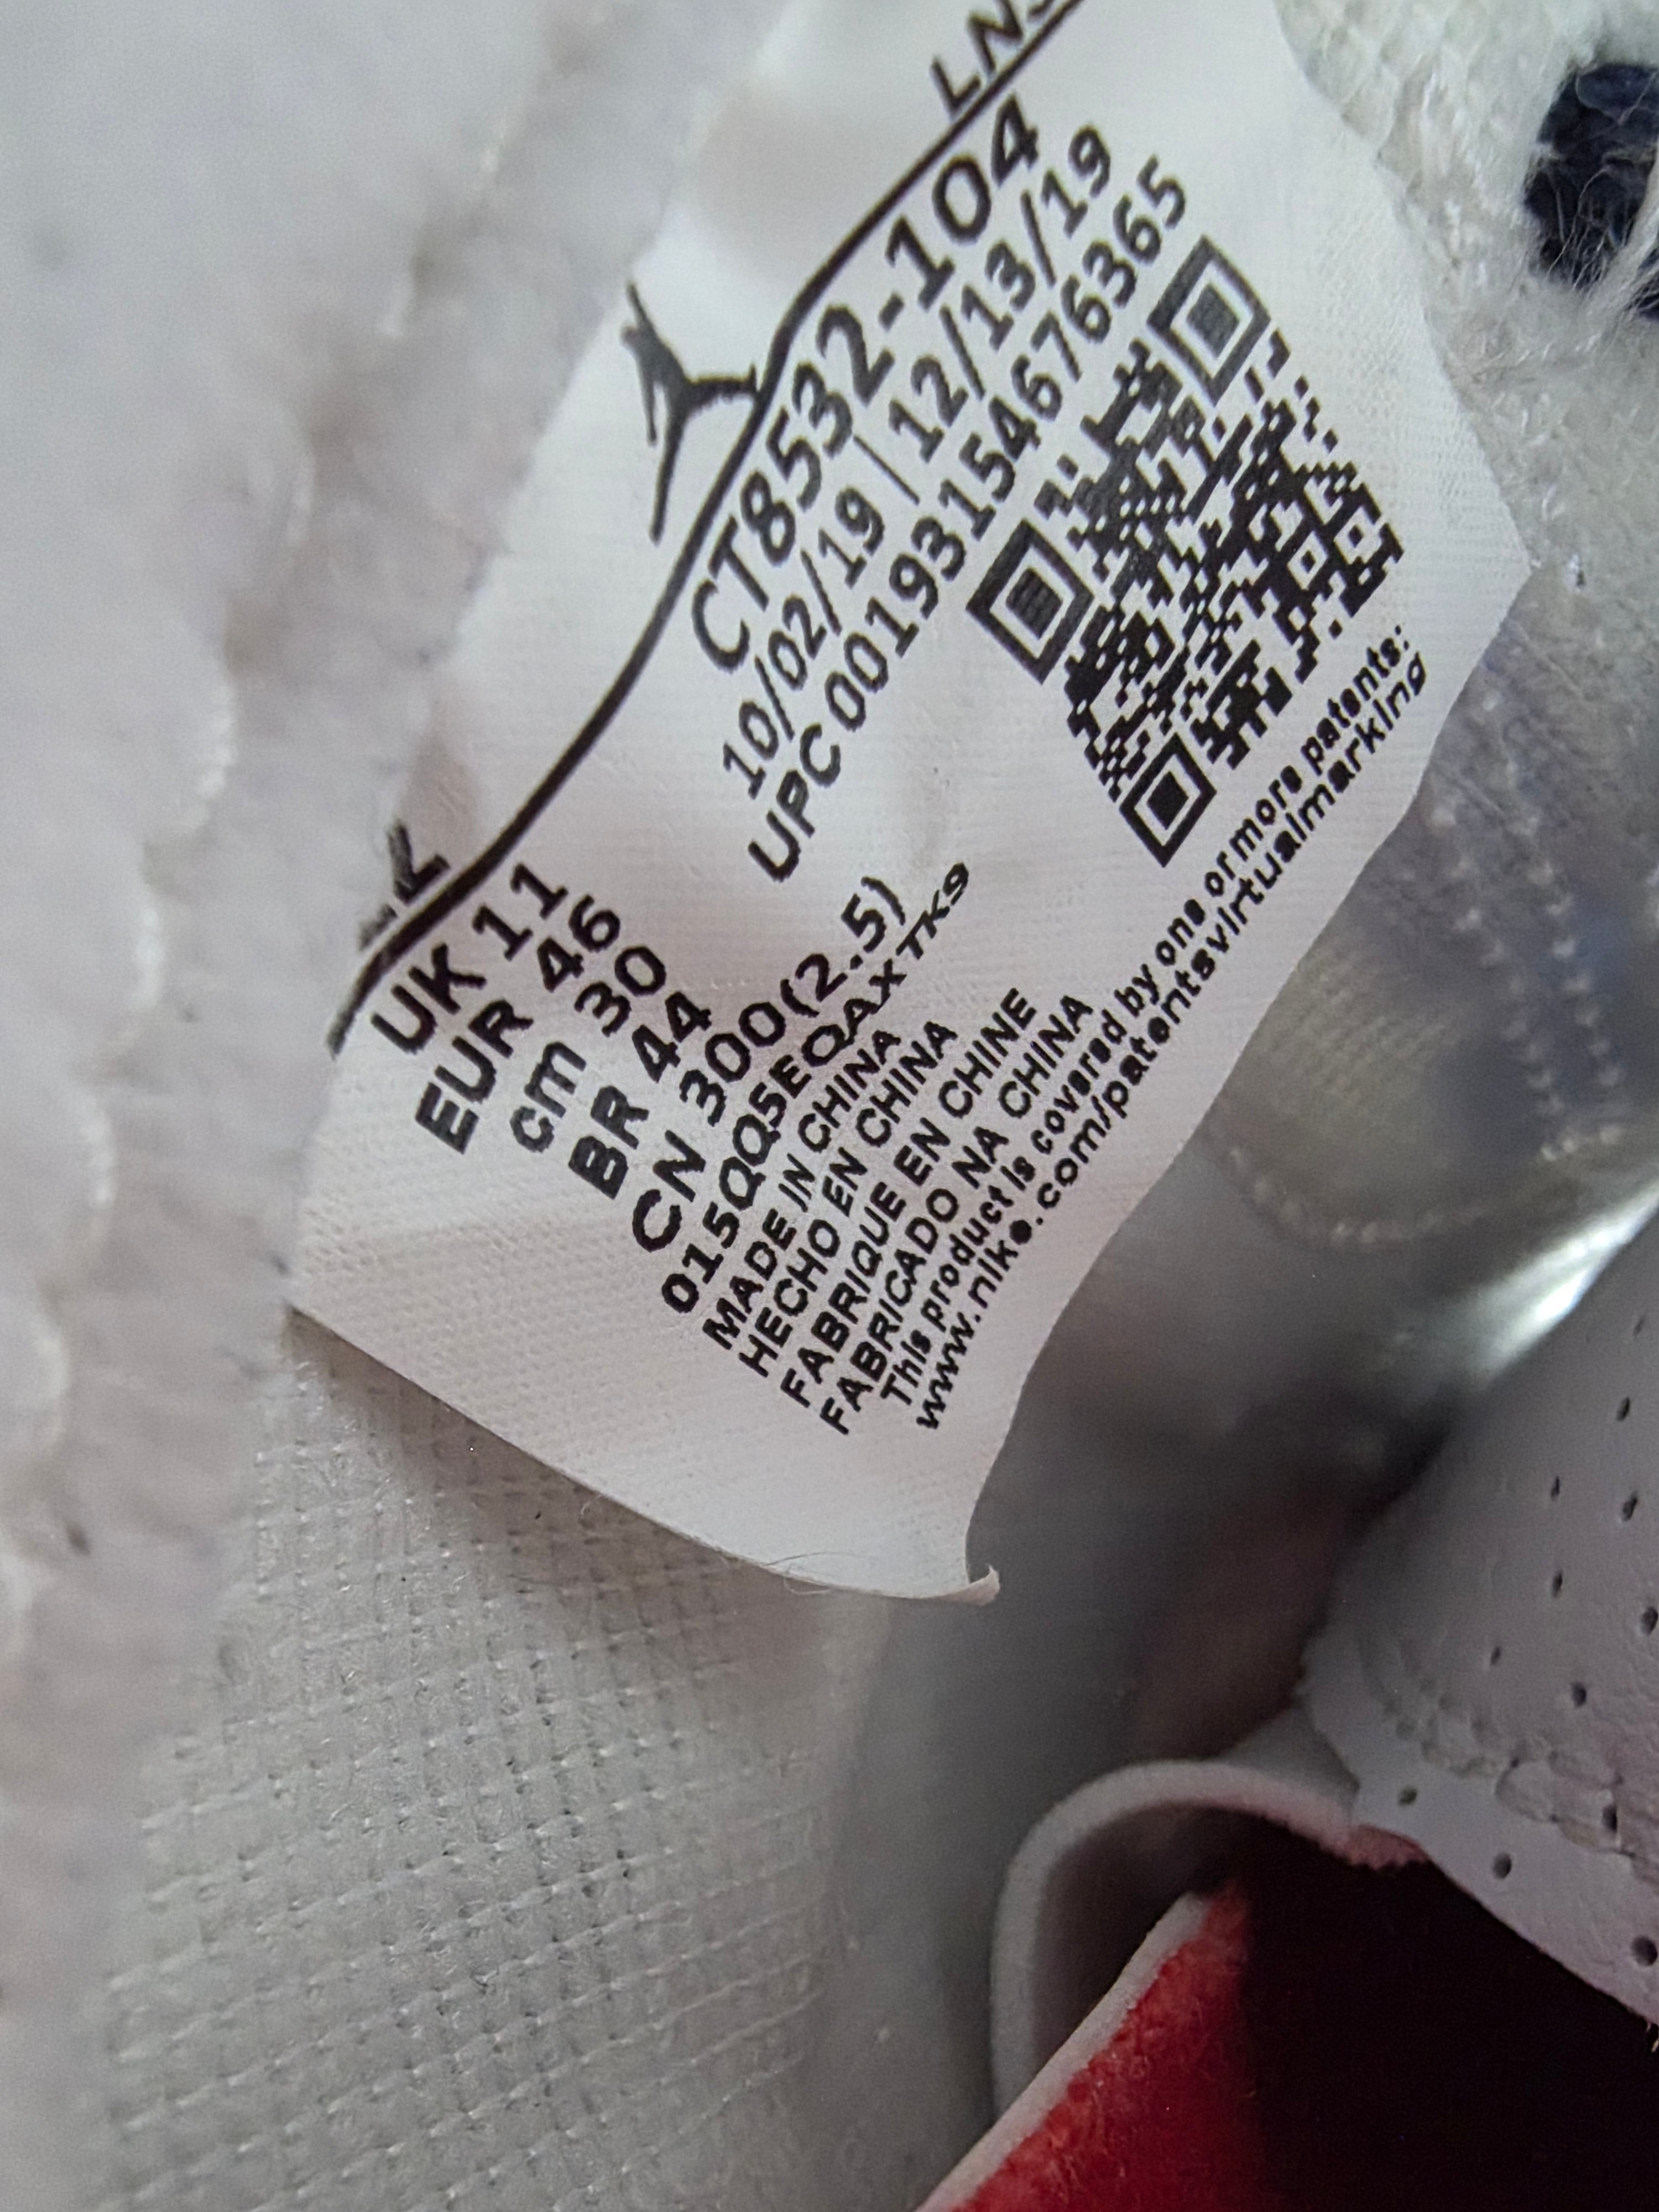 UK 11
EUR 46
cm 30
BR 44
CN 300(2.5)
015QQ5EQAX TK9
MADE IN CHINA
HECHO EN CHINA
FABRIQUE EN CHINE
FABRICADO NA CHINA
This product is covered by one or more patents:
www.nike.com/patentsvirtualmarking
CT8532-104
10/02/19 | 12/13/19
UPC 00193154676365